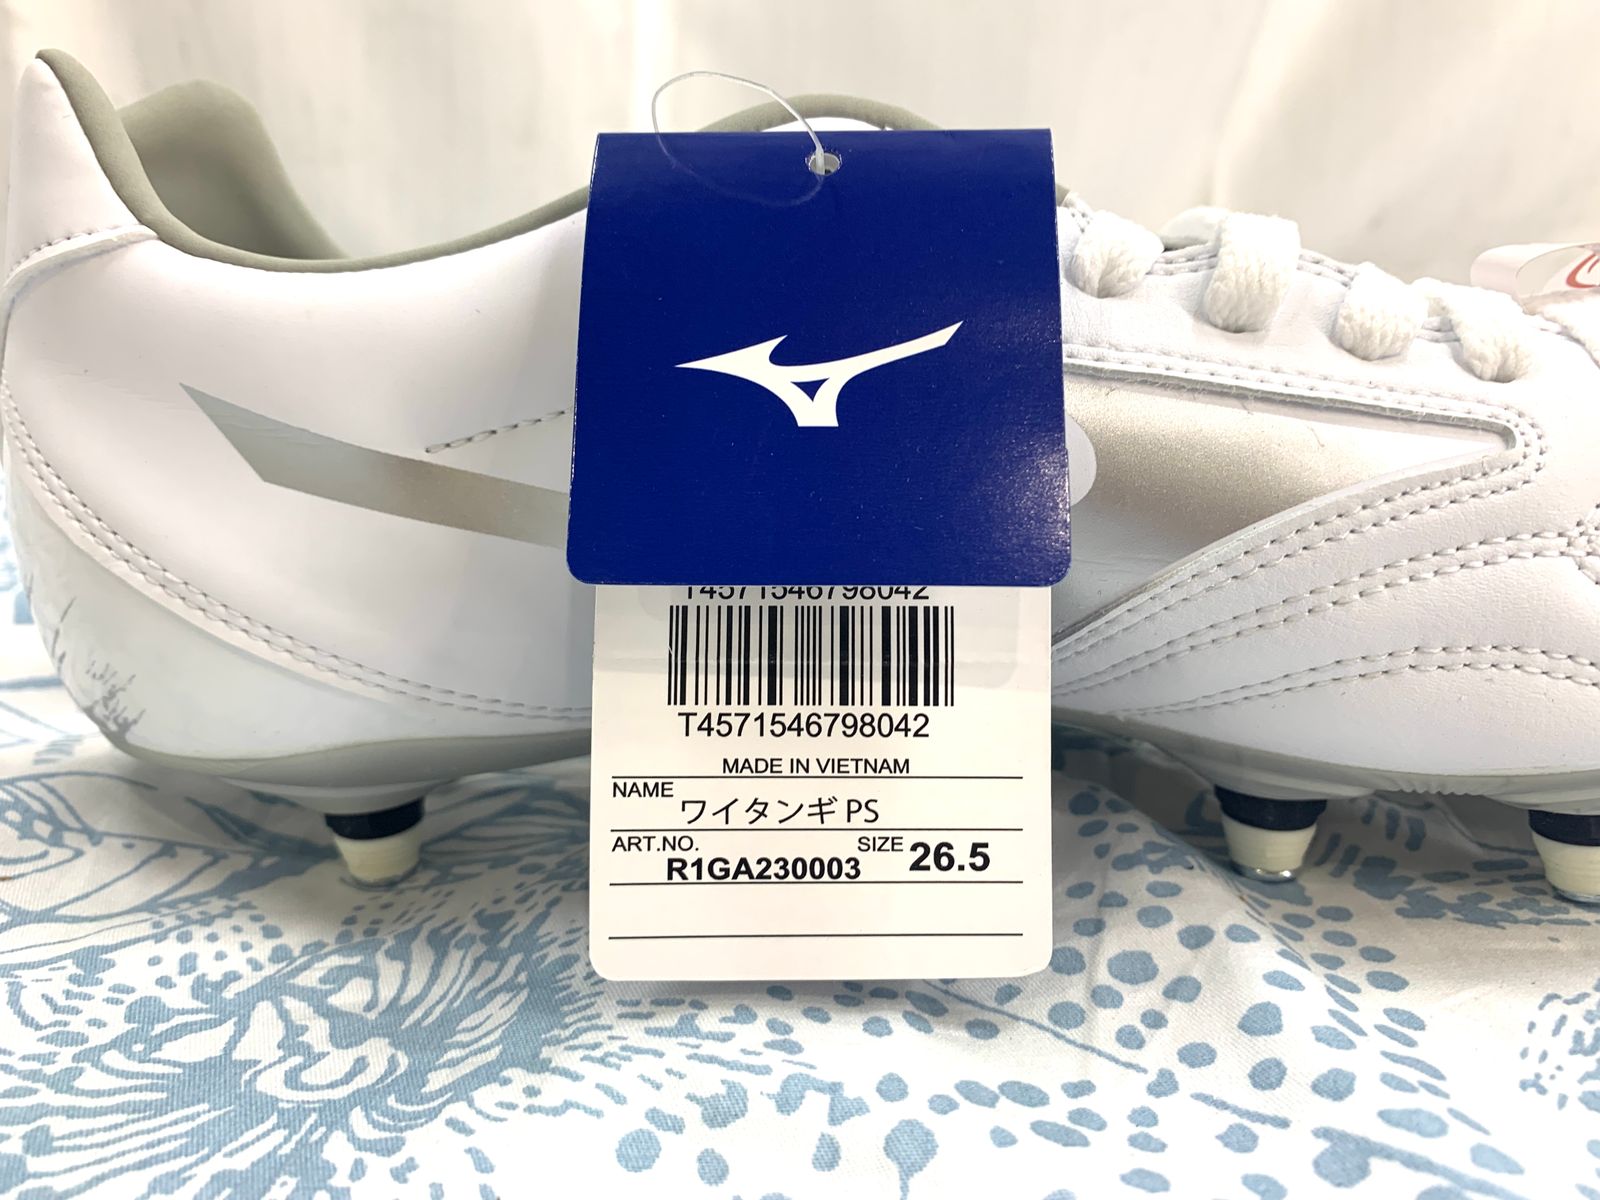 T4571546798042
T4571546798042
MADE IN VIETNAM
NAME ワイタンギ PS
ART.NO. R1GA230003 SIZE 26.5